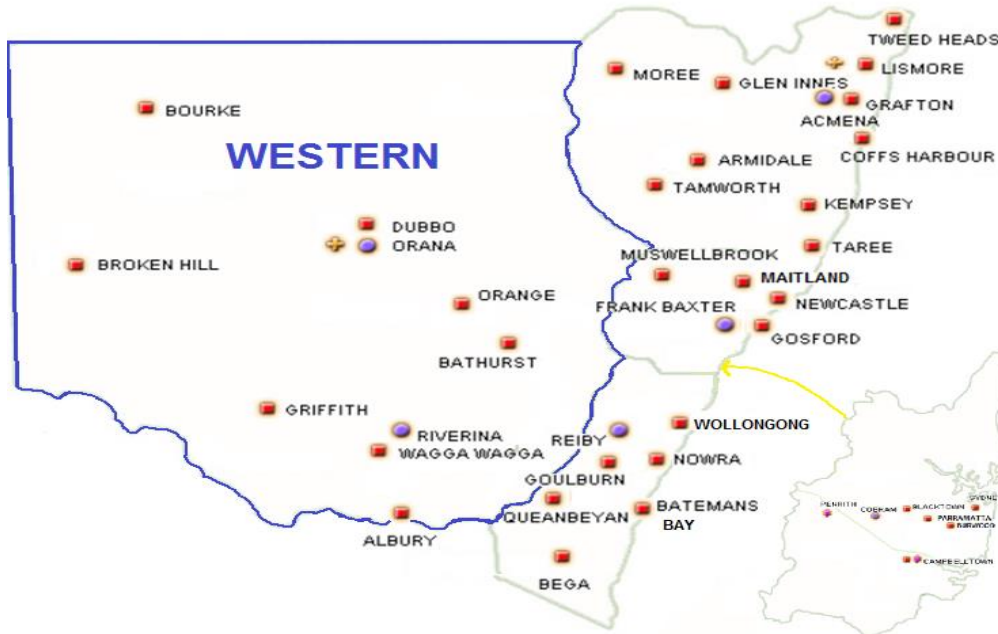 TWEED HEADS
MOREE
GLEN INNES
LISMORE
BOURKE
GRAFTON
ACMENA
WESTERN
COFFS HARBOUR
ARMIDALE
TAMWORTH
KEMPSEY
DUBBO
ORANA
TAREE
MUSWELLBROOK
BROKEN HILL
MAITLAND
ORANGE
FRANK BAXTER
NEWCASTLE
GOSFORD
BATHURST
GRIFFITH
WOLLONGONG
RIVERINA
REIBY
WAGGA WAGGA
NOWRA
GOULBURN
BATEMANS
BAY
QUEANBEYAN
ALBURY
BEGA
PENRITH
COBHAM
BLACKTOWN
PARRAMATTA
BURWOOD
CAMPBELLTOWN